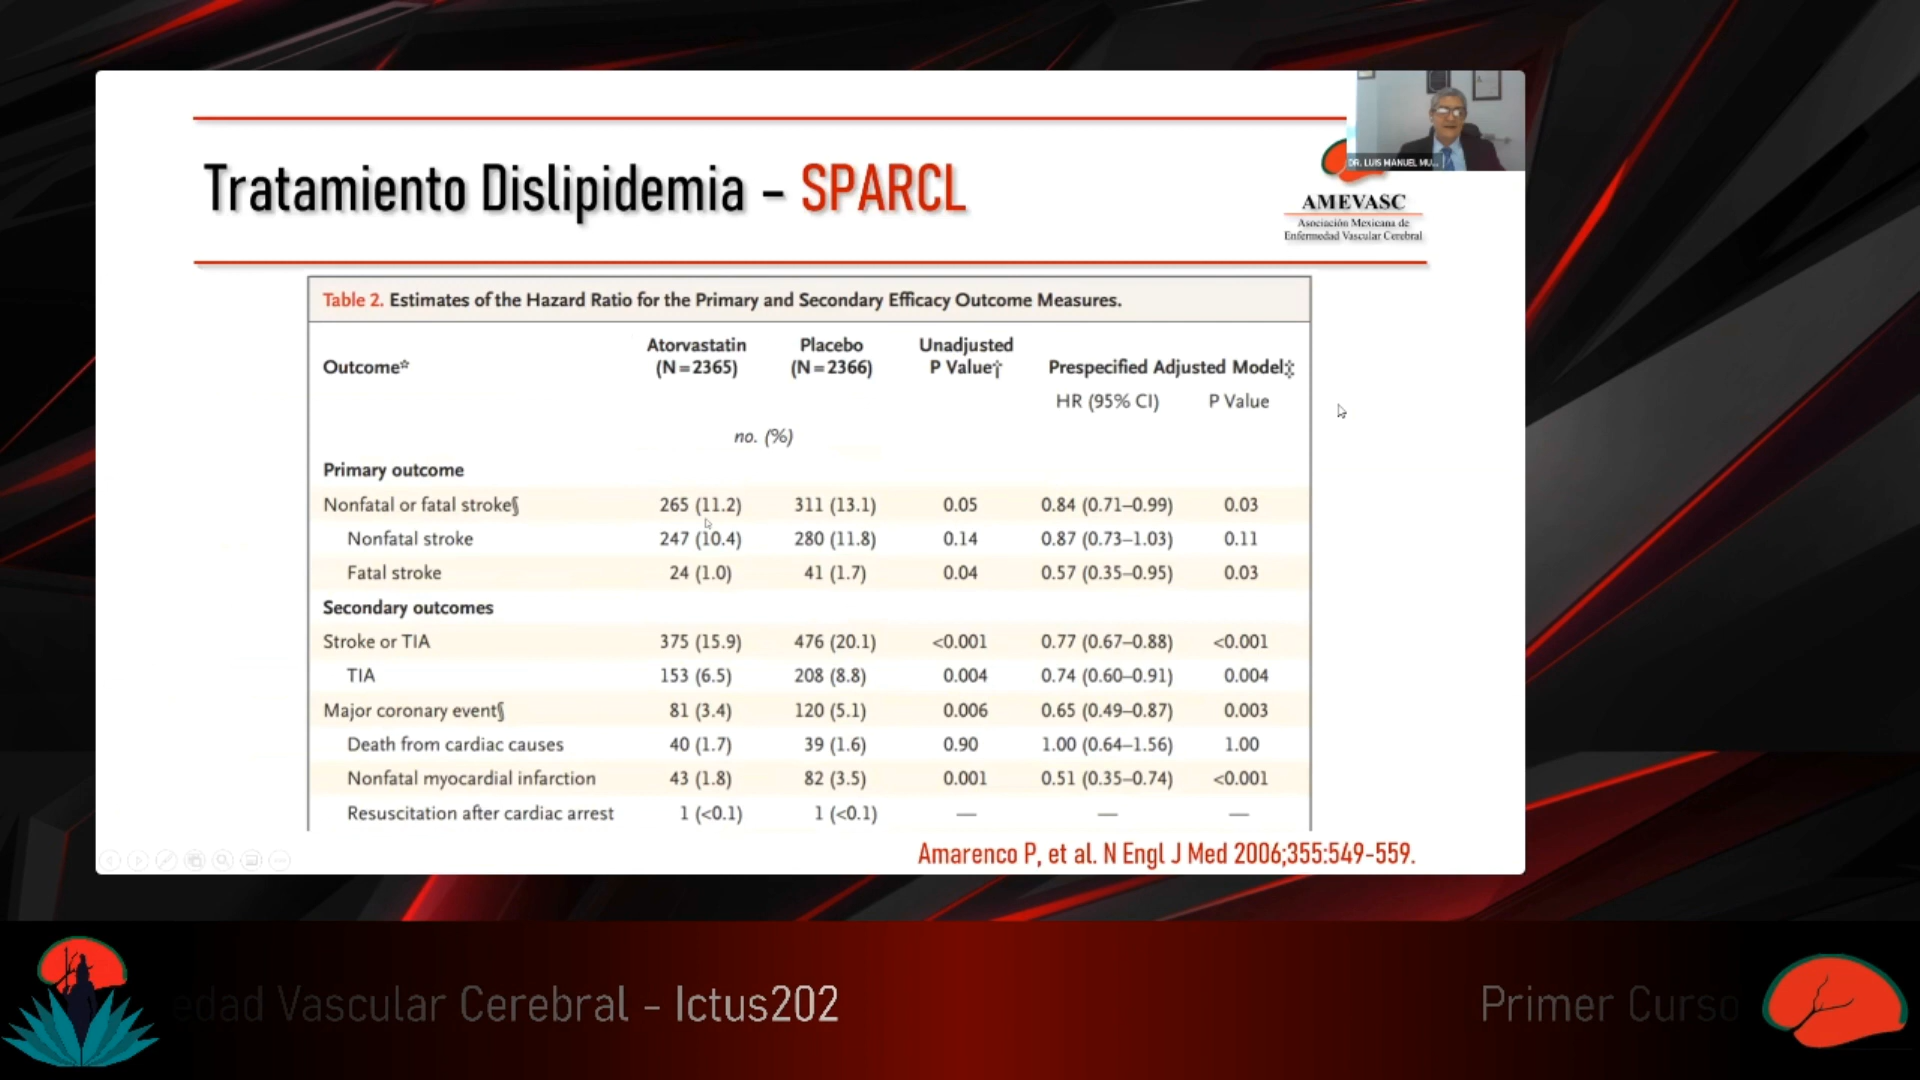 DR. LUIS MANUEL MU...
Tratamiento Dislipidemia – SPARCL
AMEVASC
Asociación Mexicana de
Enfermedad Vascular Cerebral
Table 2. Estimates of the Hazard Ratio for the Primary and Secondary Efficacy Outcome Measures.
Outcome☆ Atorvastatin (N=2365) Placebo (N=2366) Unadjusted P Value† Prespecified Adjusted Model‡
HR (95% CI) P Value
no. (%)
Primary outcome
Nonfatal or fatal stroke§ 265 (11.2) 311 (13.1) 0.05 0.84 (0.71–0.99) 0.03
Nonfatal stroke 247 (10.4) 280 (11.8) 0.14 0.87 (0.73–1.03) 0.11
Fatal stroke 24 (1.0) 41 (1.7) 0.04 0.57 (0.35–0.95) 0.03
Secondary outcomes
Stroke or TIA 375 (15.9) 476 (20.1) <0.001 0.77 (0.67–0.88) <0.001
TIA 153 (6.5) 208 (8.8) 0.004 0.74 (0.60–0.91) 0.004
Major coronary event§ 81 (3.4) 120 (5.1) 0.006 0.65 (0.49–0.87) 0.003
Death from cardiac causes 40 (1.7) 39 (1.6) 0.90 1.00 (0.64–1.56) 1.00
Nonfatal myocardial infarction 43 (1.8) 82 (3.5) 0.001 0.51 (0.35–0.74) <0.001
Resuscitation after cardiac arrest 1 (<0.1) 1 (<0.1) — — —
Amarenco P, et al. N Engl J Med 2006;355:549-559.
edad Vascular Cerebral - Ictus202
Primer Curso